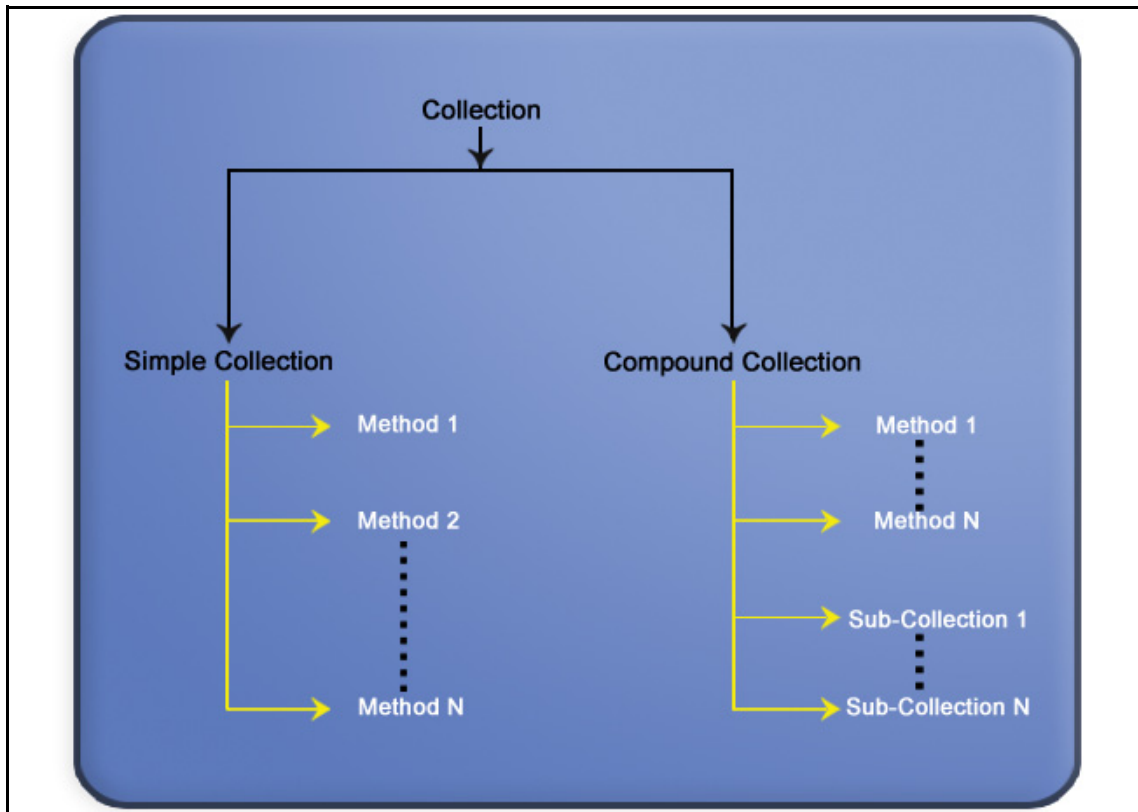 Collection
Simple Collection
Method 1
Method 2
Method N
Compound Collection
Method 1
Method N
Sub-Collection 1
Sub-Collection N